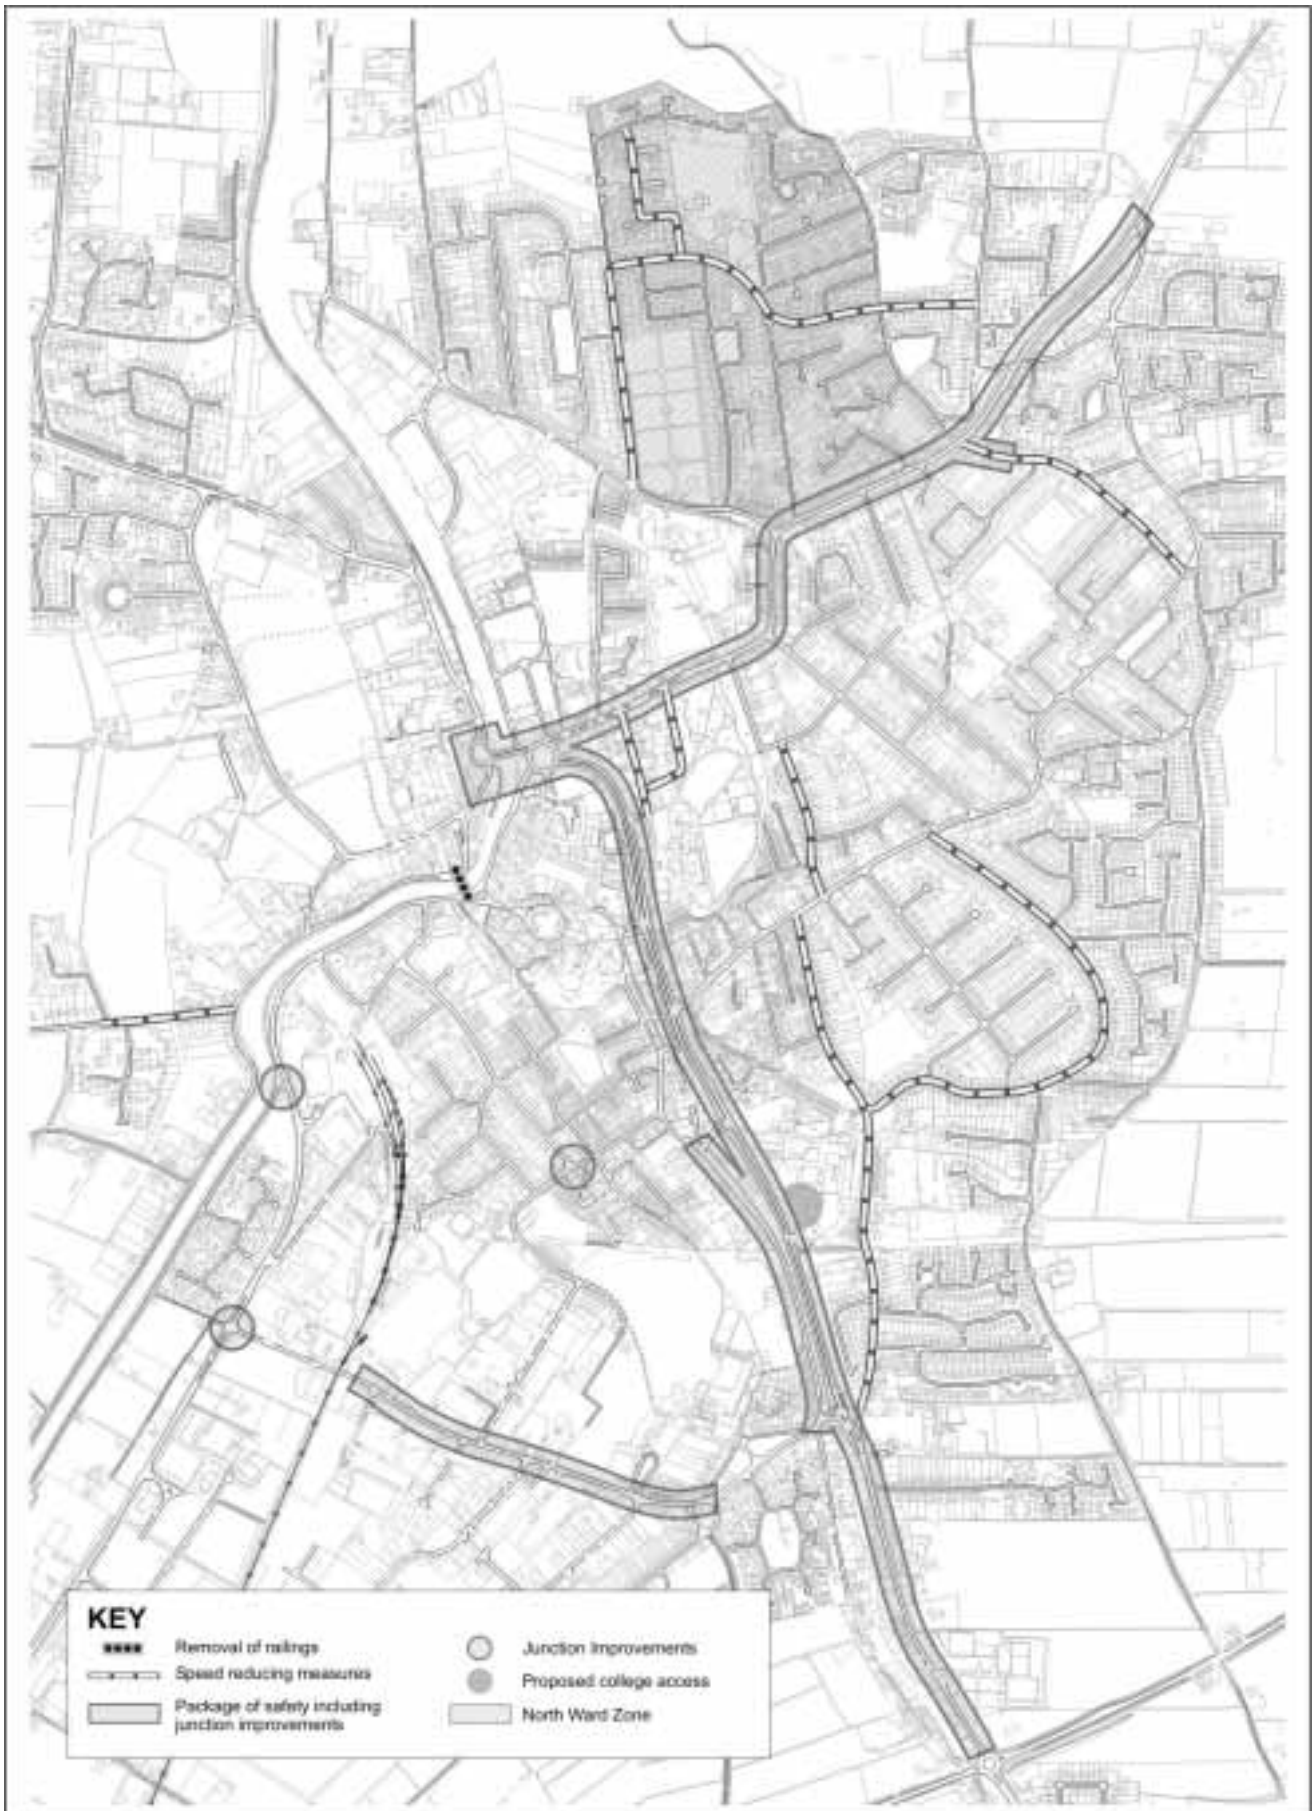 KEY
Removal of railings
Speed reducing measures
Package of safety including
junction improvements
Junction Improvements
Proposed college access
North Ward Zone